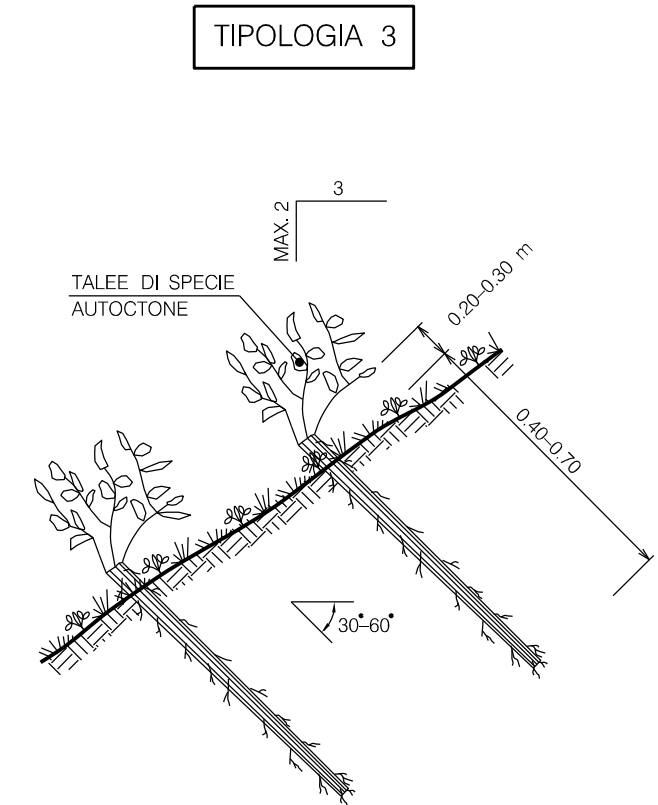 TIPOLOGIA 3
3
MAX. 2
TALEE DI SPECIE
AUTOCTONE
0.20–0.30 m
0.40–0.70
30°–60°